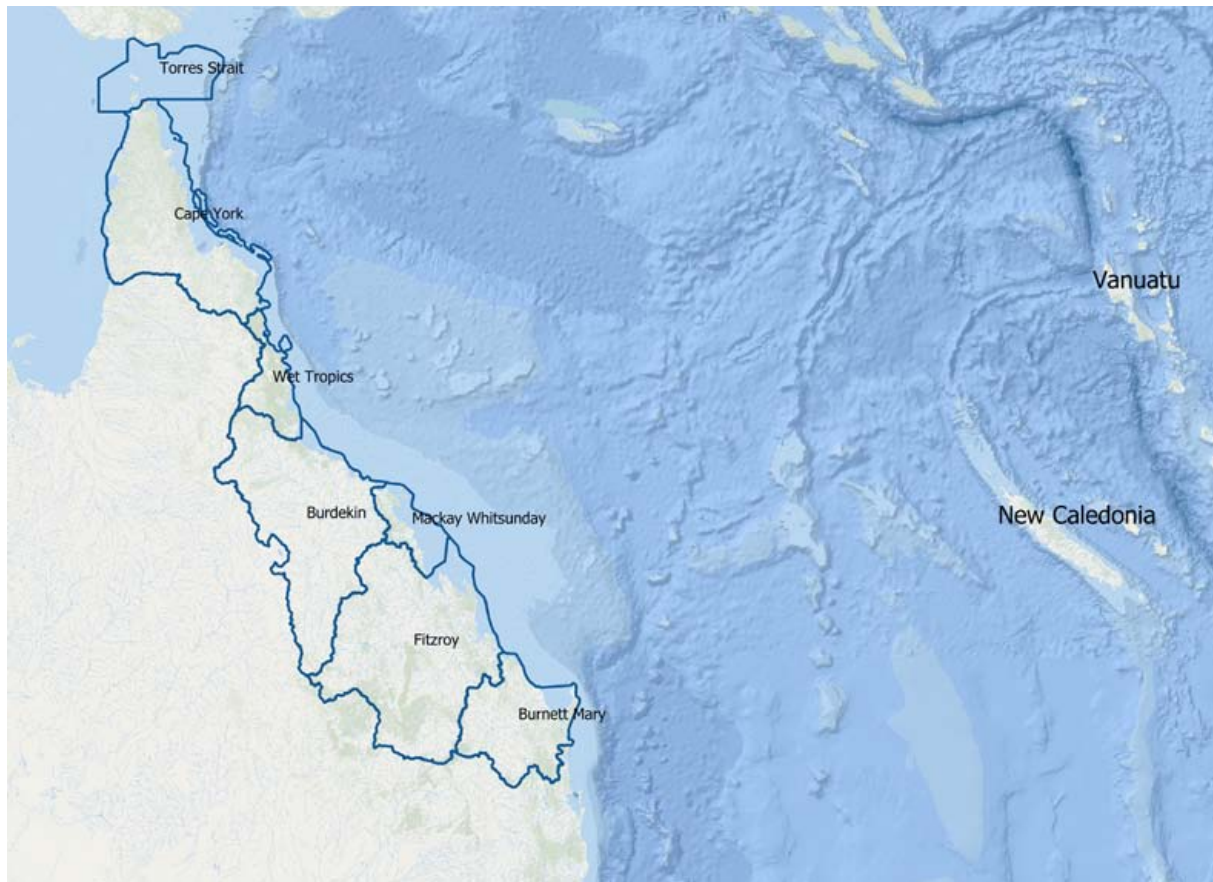 Torres Strait
Cape York
Vanuatu
Wet Tropics
Burdekin
Mackay Whitsunday
New Caledonia
Fitzroy
Burnett Mary